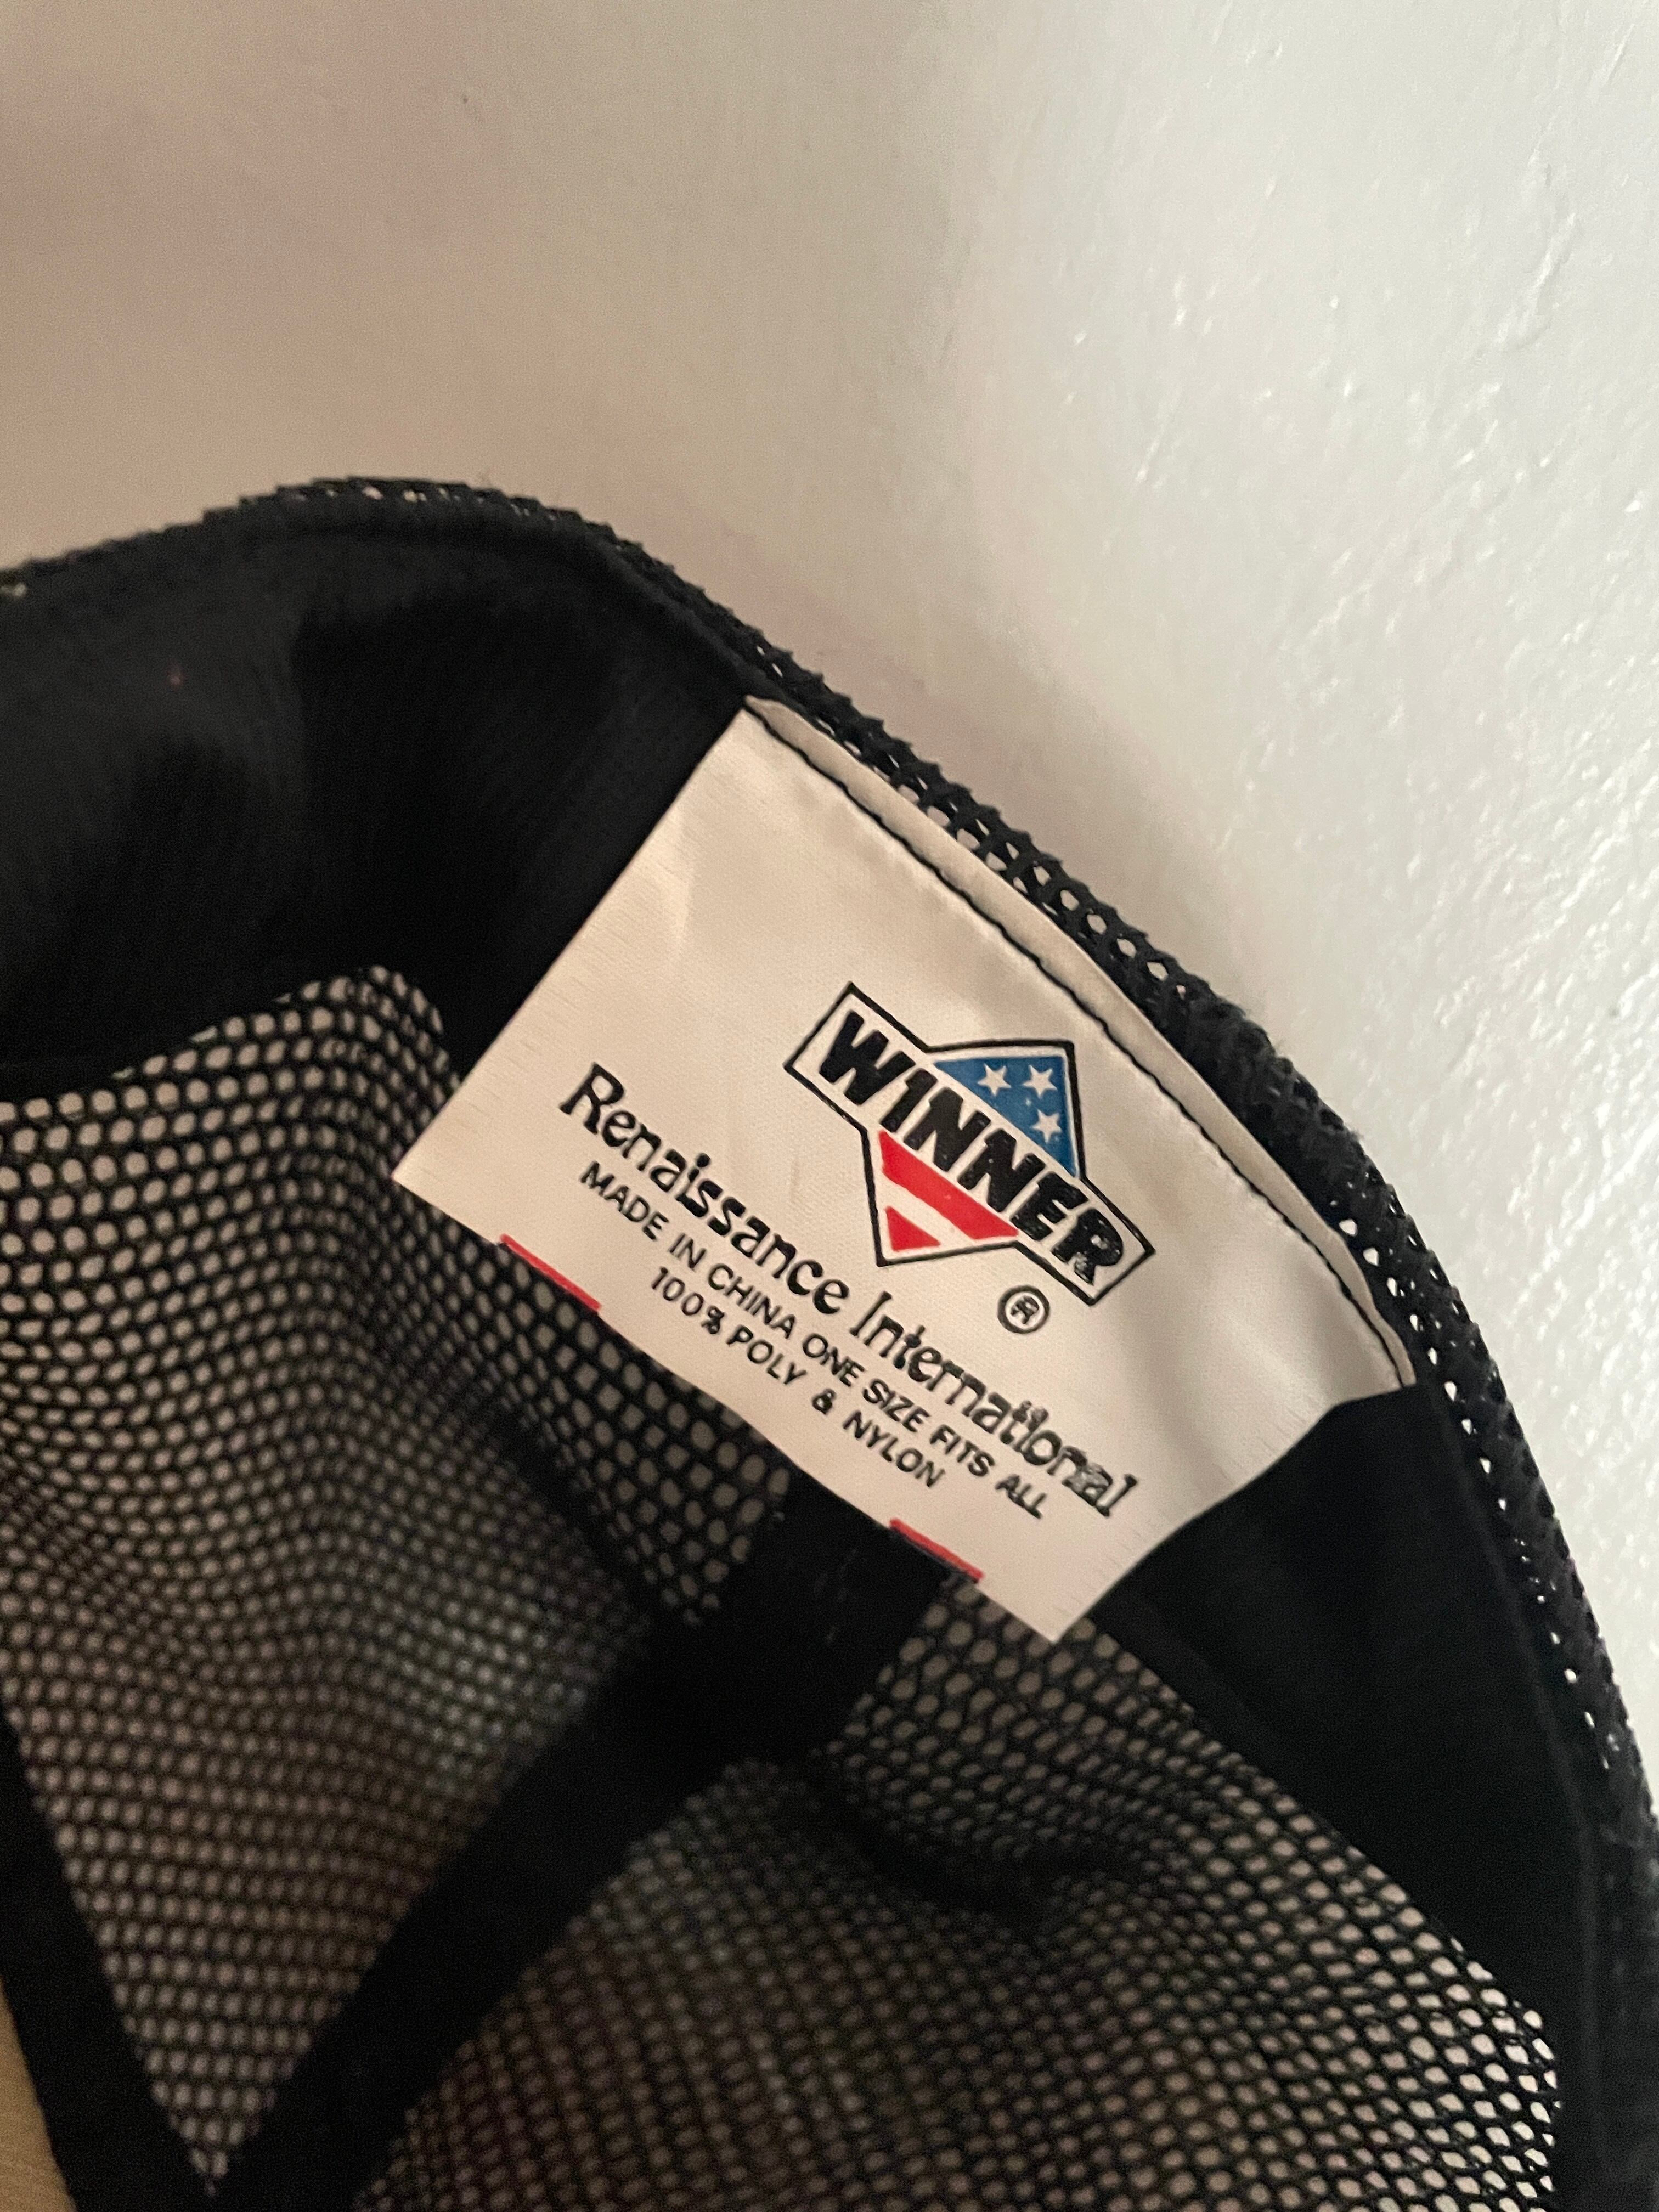 WINNER
®
Renaissance International
MADE IN CHINA ONE SIZE FITS ALL
100% POLY & NYLON